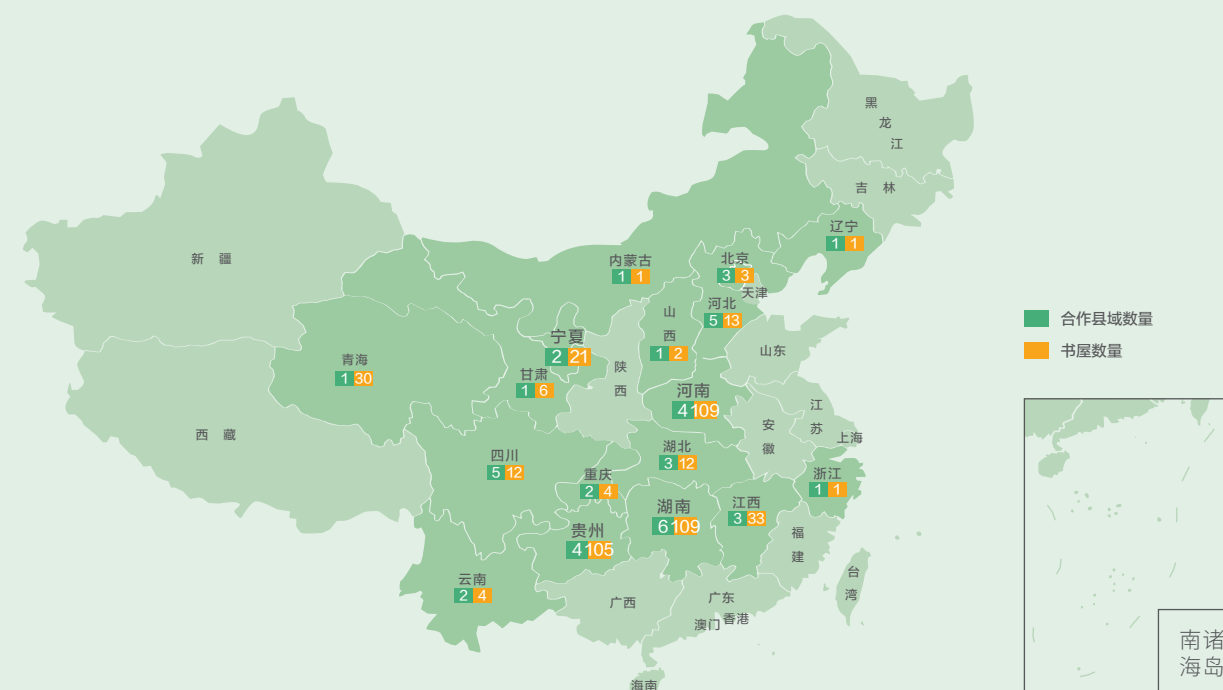 黑
龙
江
吉 林
辽宁
1 1
新 疆
内蒙古
1 1
北京
3 3
天津
河北
5 13
山
西
1 2
宁夏
2 21
合作县域数量
书屋数量
青海
1 30
甘肃
1 6
陕
西
山东
河南
4 109
江
苏
安
徽
上海
西 藏
四川
5 12
湖北
3 12
重庆
2 4
浙江
1 1
湖南
6 109
江西
3 33
贵州
4 105
福
建
云南
2 4
台
湾
广西
广东
香港
澳门
海南
南诸
海岛